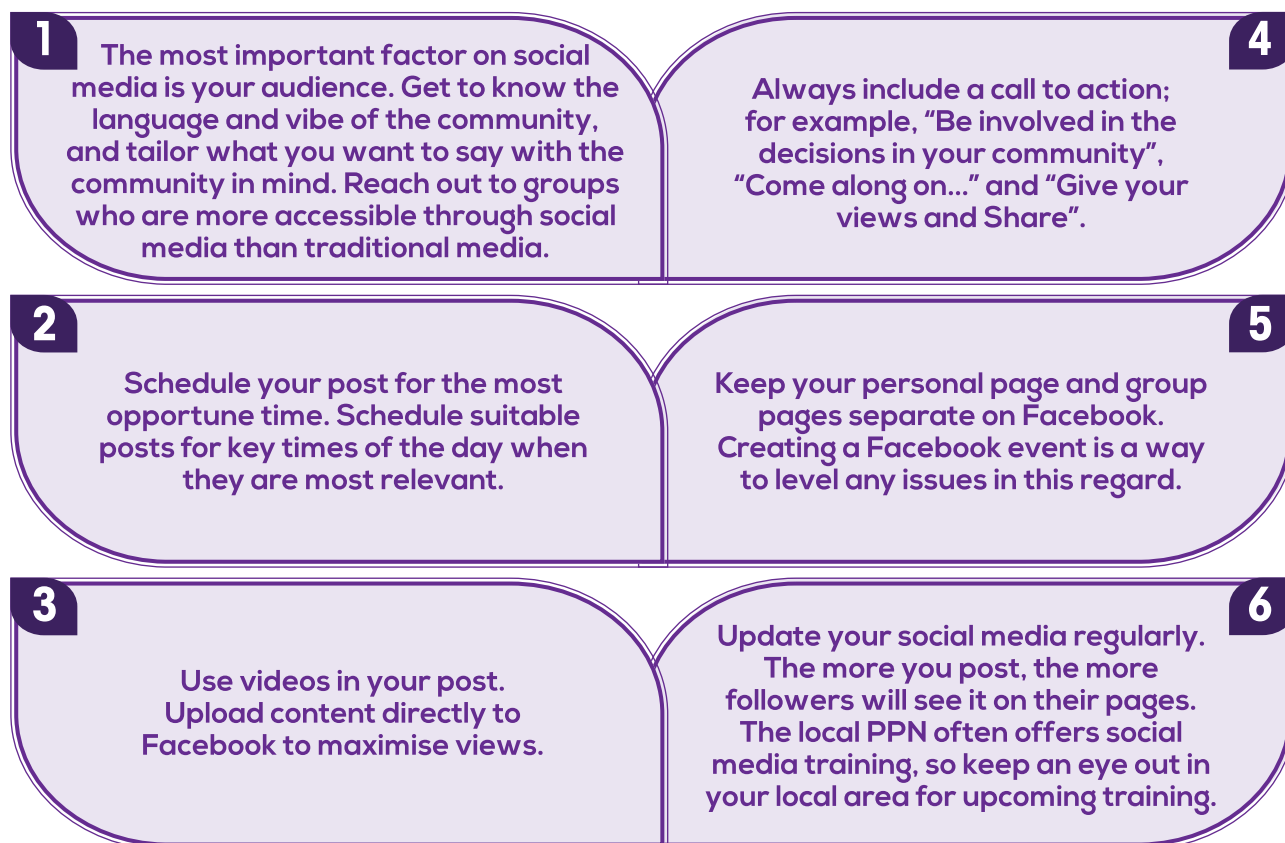 1
The most important factor on social
media is your audience. Get to know the
language and vibe of the community,
and tailor what you want to say with the
community in mind. Reach out to groups
who are more accessible through social
media than traditional media.
2
Schedule your post for the most
opportune time. Schedule suitable
posts for key times of the day when
they are most relevant.
3
Use videos in your post.
Upload content directly to
Facebook to maximise views.
4
Always include a call to action;
for example, “Be involved in the
decisions in your community”,
“Come along on...” and “Give your
views and Share”.
5
Keep your personal page and group
pages separate on Facebook.
Creating a Facebook event is a way
to level any issues in this regard.
6
Update your social media regularly.
The more you post, the more
followers will see it on their pages.
The local PPN often offers social
media training, so keep an eye out in
your local area for upcoming training.